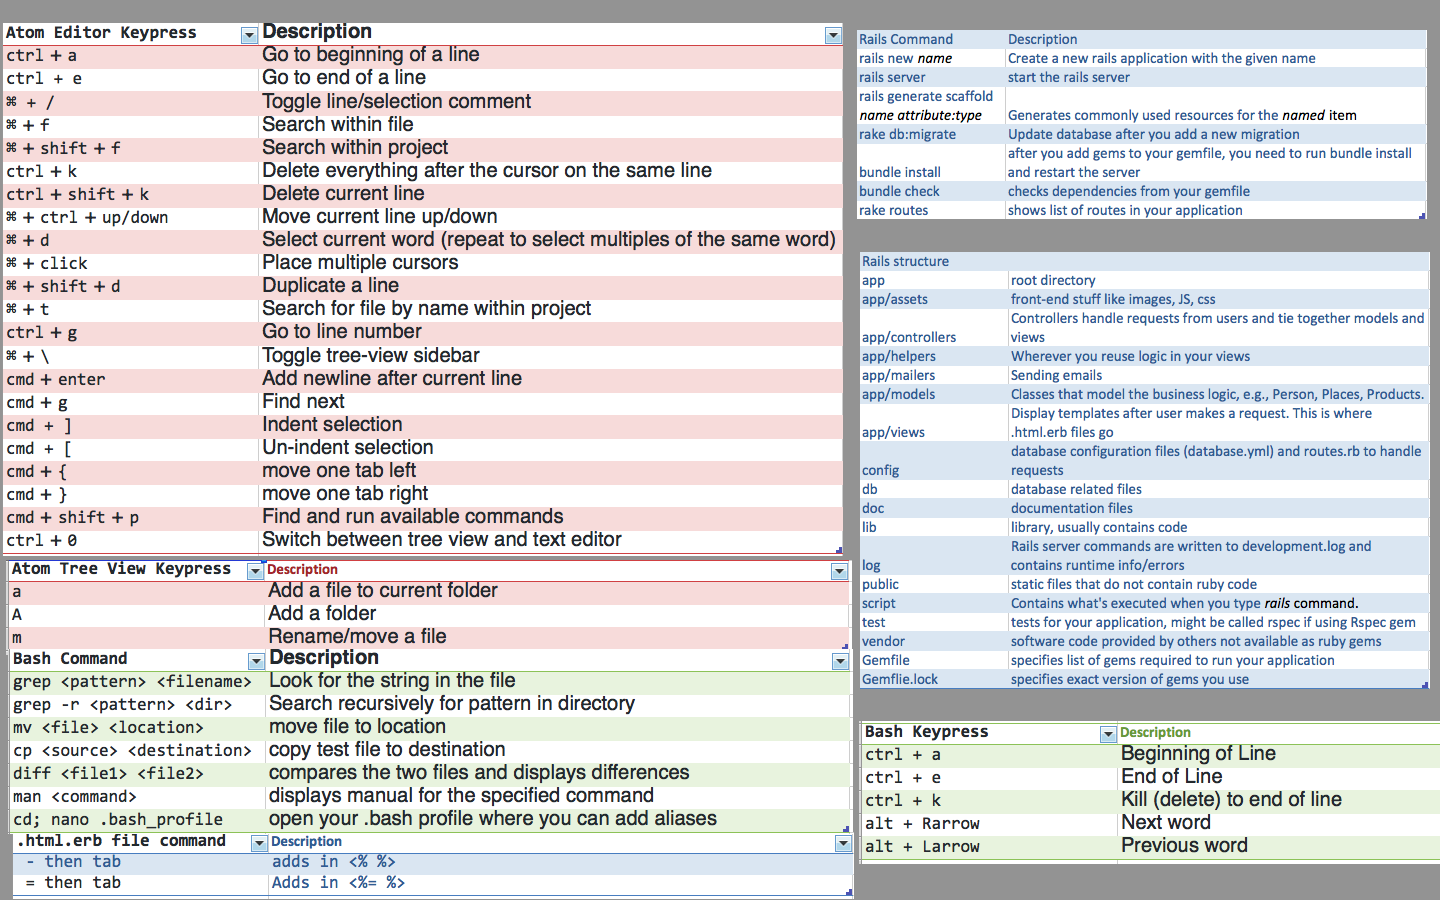 Atom Editor Keypress Description
ctrl + a Go to beginning of a line
ctrl + e Go to end of a line
⌘ + / Toggle line/selection comment
⌘ + f Search within file
⌘ + shift + f Search within project
ctrl + k Delete everything after the cursor on the same line
ctrl + shift + k Delete current line
⌘ + ctrl + up/down Move current line up/down
⌘ + d Select current word (repeat to select multiples of the same word)
⌘ + click Place multiple cursors
⌘ + shift + d Duplicate a line
⌘ + t Search for file by name within project
ctrl + g Go to line number
⌘ + \ Toggle tree-view sidebar
cmd + enter Add newline after current line
cmd + g Find next
cmd + ] Indent selection
cmd + [ Un-indent selection
cmd + { move one tab left
cmd + } move one tab right
cmd + shift + p Find and run available commands
ctrl + 0 Switch between tree view and text editor
Atom Tree View Keypress Description
a Add a file to current folder
A Add a folder
m Rename/move a file
Bash Command Description
grep <pattern> <filename> Look for the string in the file
grep -r <pattern> <dir> Search recursively for pattern in directory
mv <file> <location> move file to location
cp <source> <destination> copy test file to destination
diff <file1> <file2> compares the two files and displays differences
man <command> displays manual for the specified command
cd; nano .bash_profile open your .bash profile where you can add aliases
.html.erb file command Description
- then tab adds in <% %>
= then tab Adds in <%= %>
Rails Command Description
rails new name Create a new rails application with the given name
rails server start the rails server
rails generate scaffold
name attribute:type Generates commonly used resources for the named item
rake db:migrate Update database after you add a new migration
after you add gems to your gemfile, you need to run bundle install
bundle install and restart the server
bundle check checks dependencies from your gemfile
rake routes shows list of routes in your application
Rails structure
app root directory
app/assets front-end stuff like images, JS, css
Controllers handle requests from users and tie together models and
app/controllers views
app/helpers Wherever you reuse logic in your views
app/mailers Sending emails
app/models Classes that model the business logic, e.g., Person, Places, Products.
Display templates after user makes a request. This is where
app/views .html.erb files go
database configuration files (database.yml) and routes.rb to handle
config requests
db database related files
doc documentation files
lib library, usually contains code
Rails server commands are written to development.log and
log contains runtime info/errors
public static files that do not contain ruby code
script Contains what's executed when you type rails command.
test tests for your application, might be called rspec if using Rspec gem
vendor software code provided by others not available as ruby gems
Gemfile specifies list of gems required to run your application
Gemflie.lock specifies exact version of gems you use
Bash Keypress Description
ctrl + a Beginning of Line
ctrl + e End of Line
ctrl + k Kill (delete) to end of line
alt + Rarrow Next word
alt + Larrow Previous word